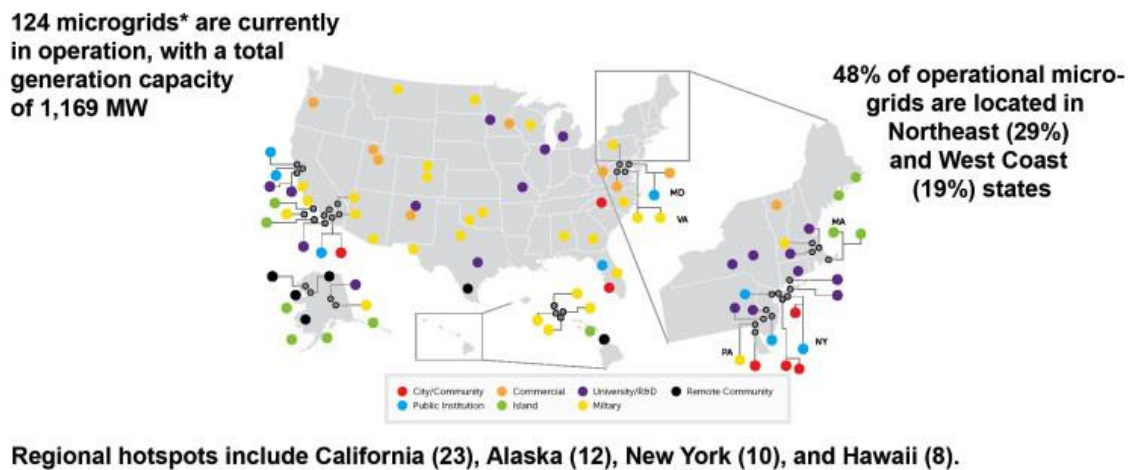 124 microgrids* are currently
in operation, with a total
generation capacity
of 1,169 MW
48% of operational micro-
grids are located in
Northeast (29%)
and West Coast
(19%) states
MD
VA
MA
NY
PA
City/Community Commercial University/R&D Remote Community
Public Institution Island Miltary
Regional hotspots include California (23), Alaska (12), New York (10), and Hawaii (8).